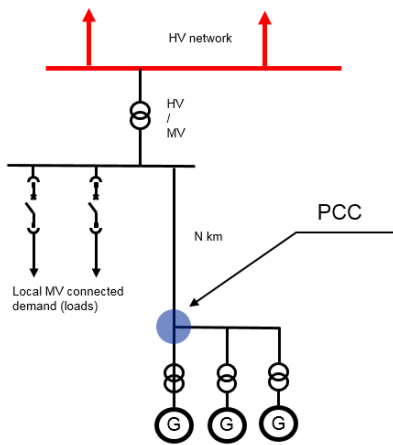 HV network
HV
/
MV
PCC
N km
Local MV connected
demand (loads)
G
G
G